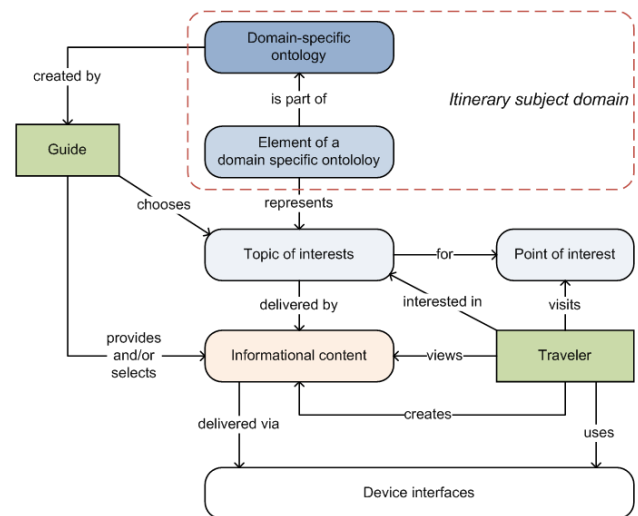 Domain-specific
ontology
created by
is part of
Itinerary subject domain
Guide
Element of a
domain specific ontololoy
chooses
represents
Topic of interests
for
Point of interest
delivered by
interested in
visits
provides
and/or
selects
Informational content
views
Traveler
creates
delivered via
uses
Device interfaces